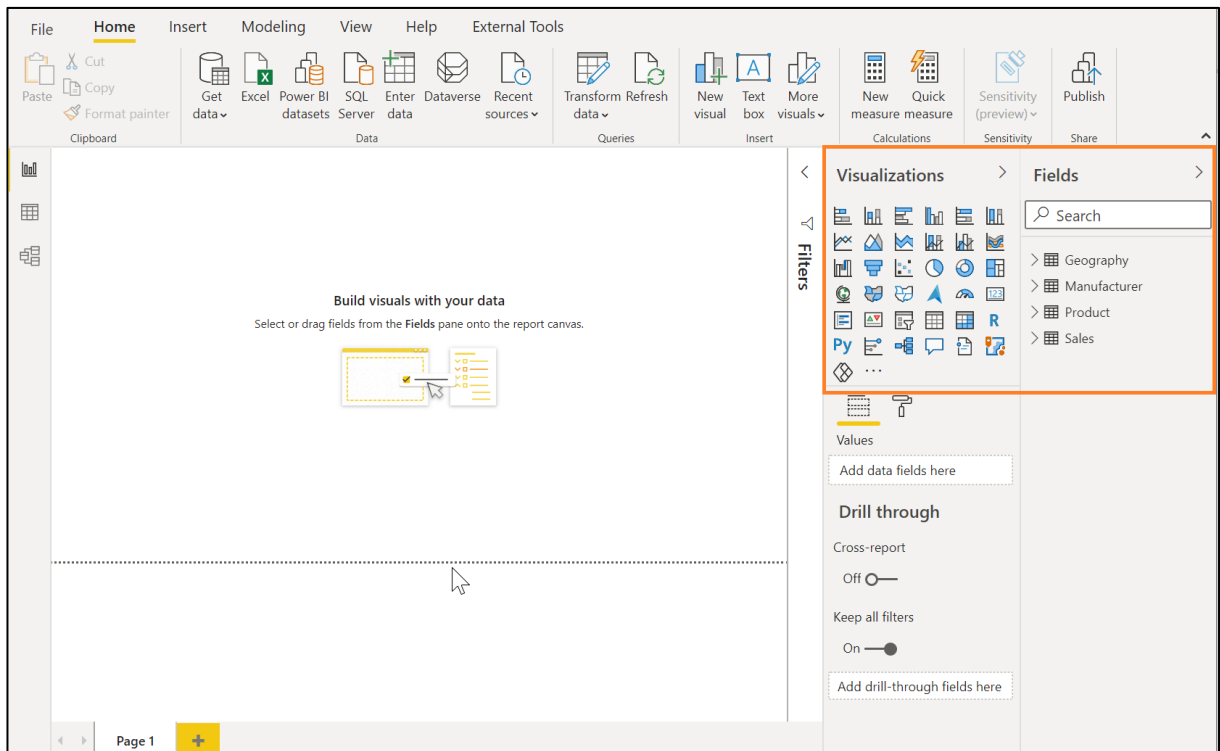 File Home Insert Modeling View Help External Tools
Paste
Cut
Copy
Format painter
Clipboard
Get data
Excel
Power BI datasets
SQL Server
Enter data
Dataverse
Recent sources
Data
Transform data
Refresh
Queries
New visual
Text box
More visuals
Insert
New measure
Quick measure
Calculations
Sensitivity (preview)
Sensitivity
Publish
Share
Build visuals with your data
Select or drag fields from the Fields pane onto the report canvas.
Filters
Visualizations
123
R
Py
Values
Add data fields here
Drill through
Cross-report
Off
Keep all filters
On
Add drill-through fields here
Fields
Search
Geography
Manufacturer
Product
Sales
Page 1